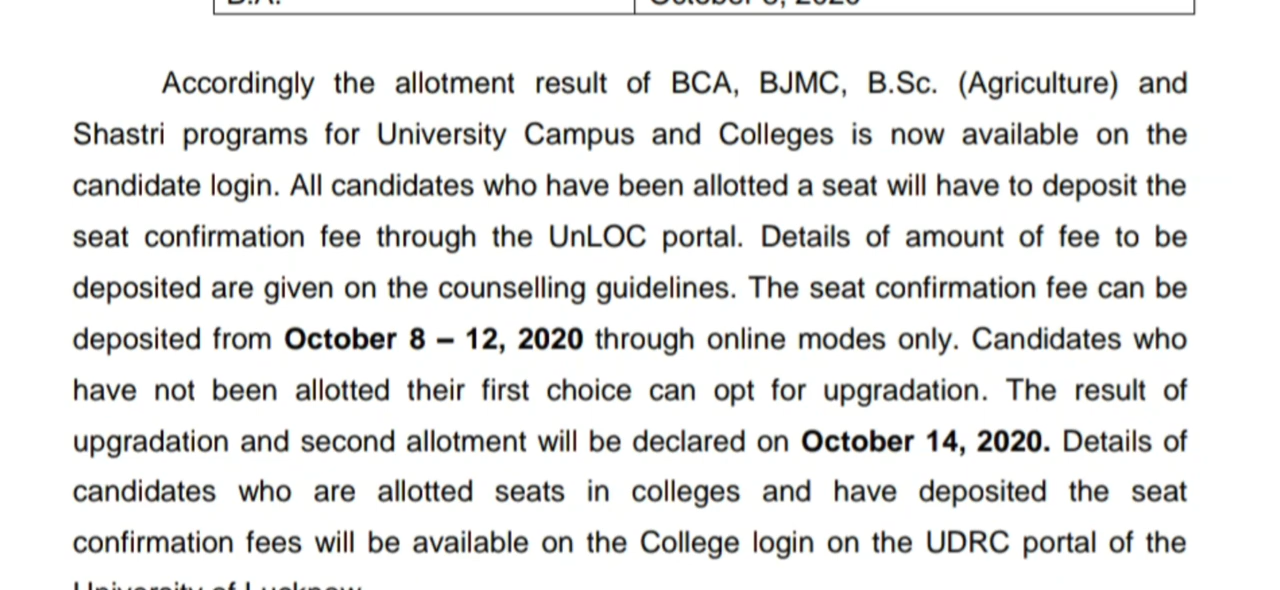 Accordingly the allotment result of BCA, BJMC, B.Sc. (Agriculture) and
Shastri programs for University Campus and Colleges is now available on the
candidate login. All candidates who have been allotted a seat will have to deposit the
seat confirmation fee through the UnLOC portal. Details of amount of fee to be
deposited are given on the counselling guidelines. The seat confirmation fee can be
deposited from October 8 – 12, 2020 through online modes only. Candidates who
have not been allotted their first choice can opt for upgradation. The result of
upgradation and second allotment will be declared on October 14, 2020. Details of
candidates who are allotted seats in colleges and have deposited the seat
confirmation fees will be available on the College login on the UDRC portal of the
University of Lucknow